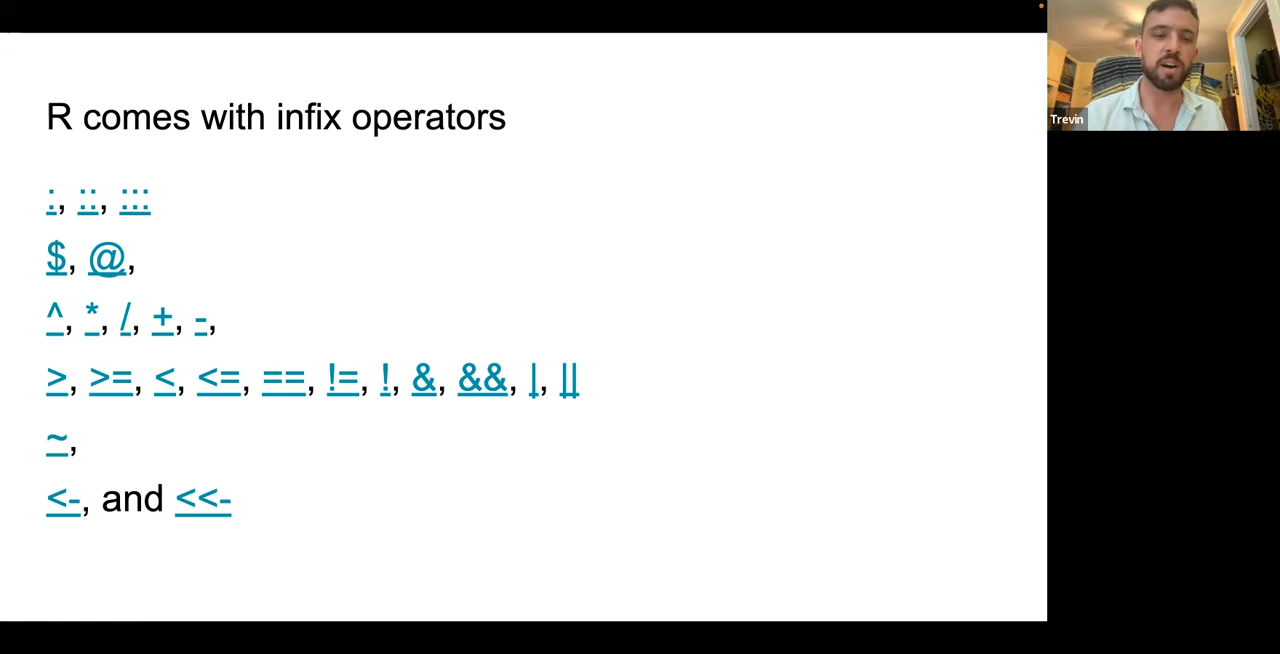 R comes with infix operators
:, ::, :::
$, @,
^, *, /, +, -,
>, >=, <, <=, ==, !=, !, &, &&, |, ||
~,
<-, and <<-
Trevin